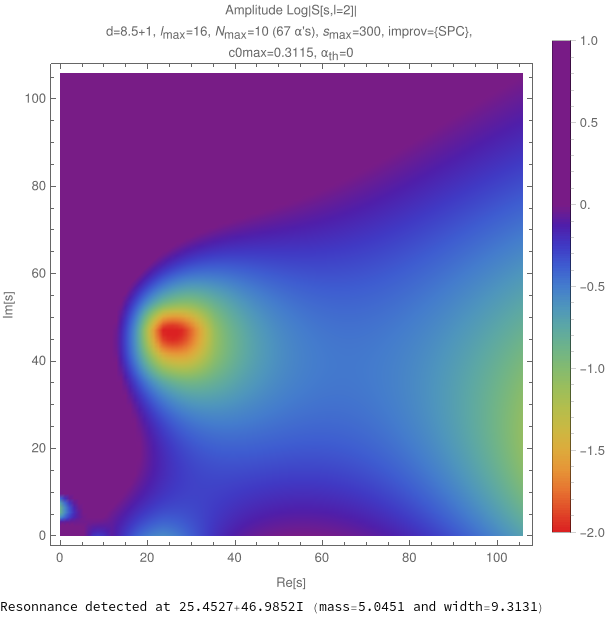 Amplitude Log|S[s,l=2]|
d=8.5+1, lmax=16, Nmax=10 (67 α's), smax=300, improv={SPC},
c0max=0.3115, αth=0
1.0
0.5
0.
-0.5
-1.0
-1.5
-2.0
100
80
60
40
20
0
Im[s]
0 20 40 60 80 100
Re[s]
Resonnance detected at 25.4527+46.9852I (mass=5.0451 and width=9.3131)